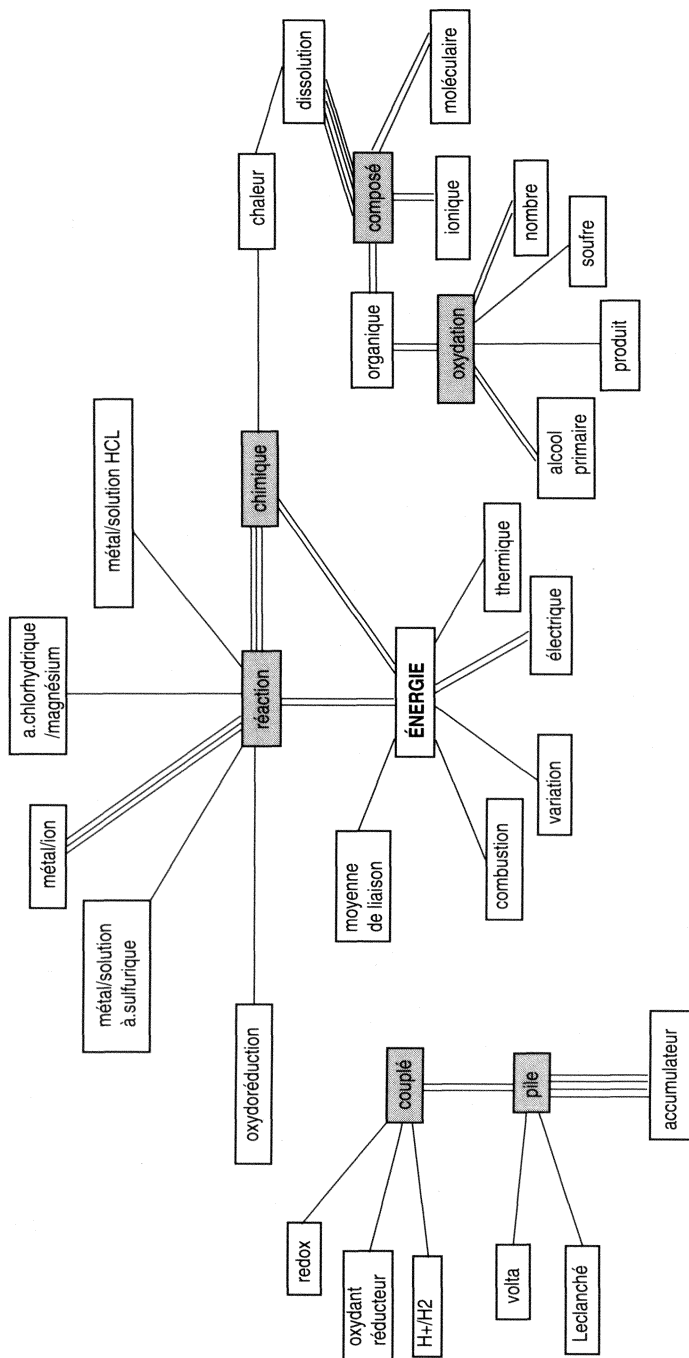 a.chlorhydrique
/magnésium
métal/solution HCL
métal/ion
métal/solution
à.sulfurique
oxydoréduction
réaction
chimique
chaleur
dissolution
composé
moléculaire
ionique
organique
oxydation
nombre
soufre
produit
alcool
primaire
ÉNERGIE
thermique
électrique
variation
combustion
moyenne
de liaison
couplé
redox
oxydant
réducteur
H+/H2
pile
volta
Leclanché
accumulateur